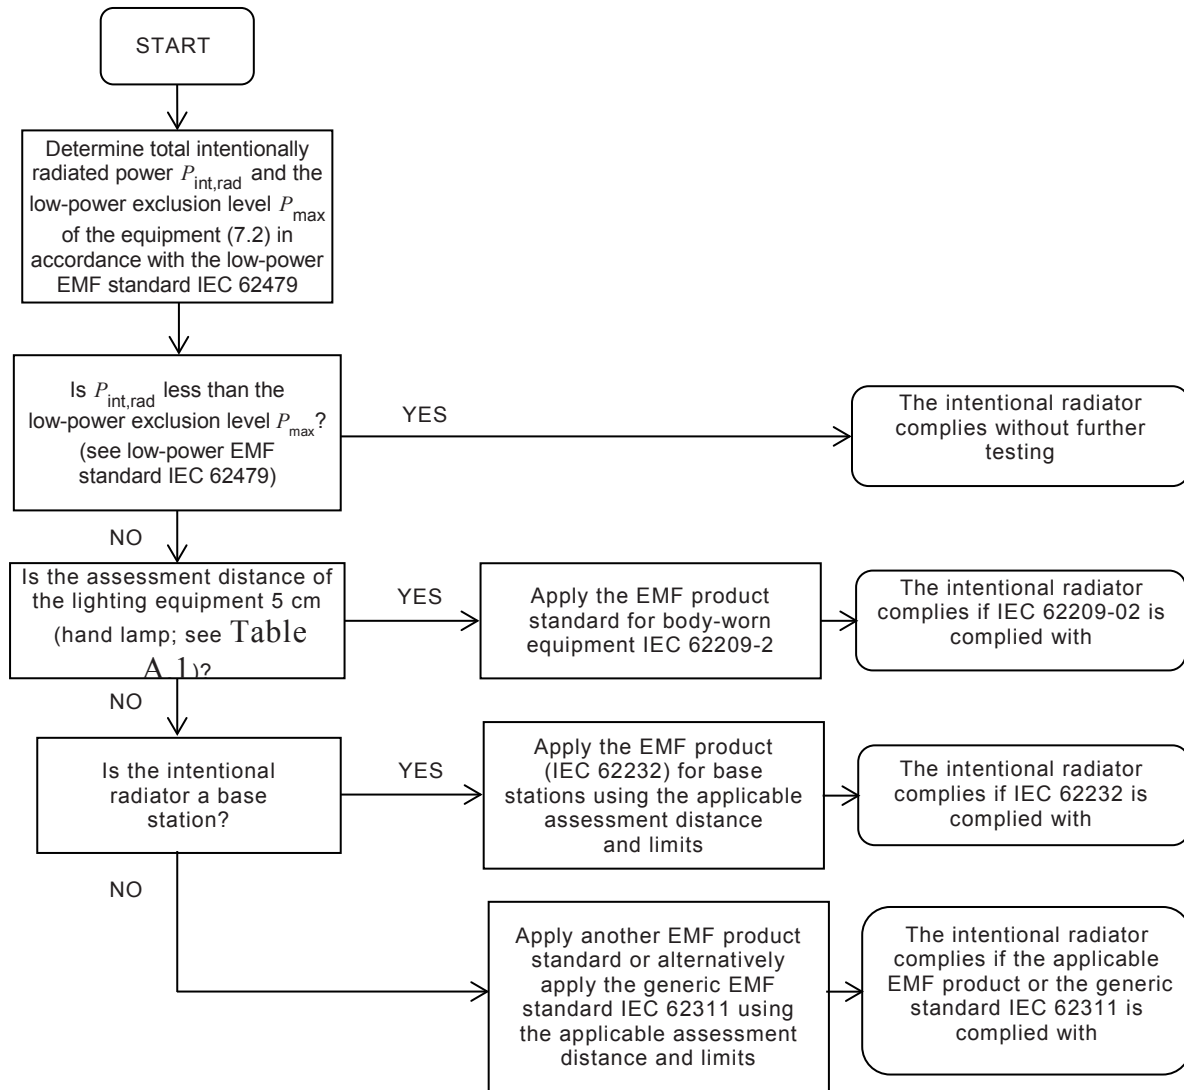 START
Determine total intentionally
radiated power P int,rad and the
low-power exclusion level P max
of the equipment (7.2) in
accordance with the low-power
EMF standard IEC 62479
Is P int,rad less than the
low-power exclusion level P max?
(see low-power EMF
standard IEC 62479)
YES
The intentional radiator
complies without further
testing
NO
Is the assessment distance of
the lighting equipment 5 cm
(hand lamp; see Table
A.1)?
YES
Apply the EMF product
standard for body-worn
equipment IEC 62209-2
The intentional radiator
complies if IEC 62209-02 is
complied with
NO
Is the intentional
radiator a base
station?
YES
Apply the EMF product
(IEC 62232) for base
stations using the applicable
assessment distance
and limits
The intentional radiator
complies if IEC 62232 is
complied with
NO
Apply another EMF product
standard or alternatively
apply the generic EMF
standard IEC 62311 using
the applicable assessment
distance and limits
The intentional radiator
complies if the applicable
EMF product or the generic
standard IEC 62311 is
complied with